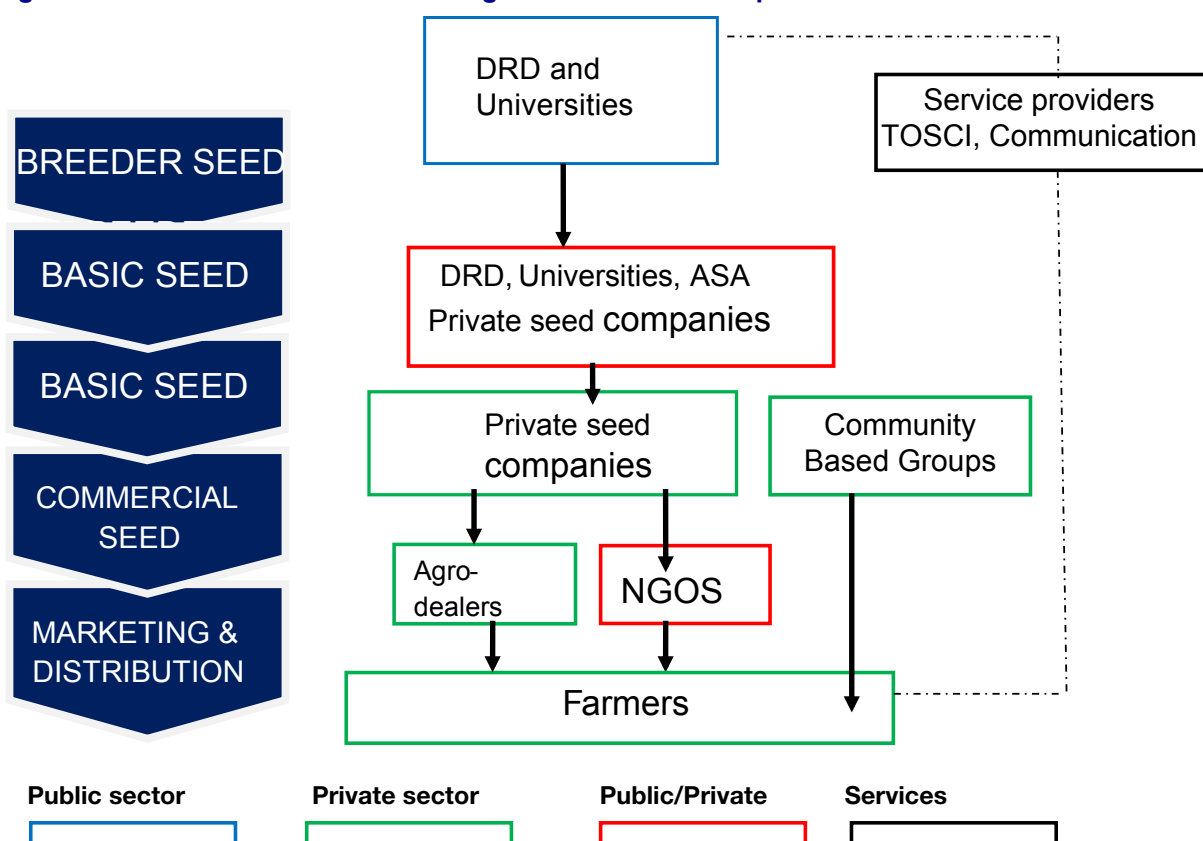 DRD and
Universities
Service providers
TOSCI, Communication
BREEDER SEED
BASIC SEED
DRD, Universities, ASA
Private seed companies
BASIC SEED
Private seed
companies
Community
Based Groups
COMMERCIAL
SEED
Agro-
dealers
NGOS
MARKETING &
DISTRIBUTION
Farmers
Public sector
Private sector
Public/Private
Services